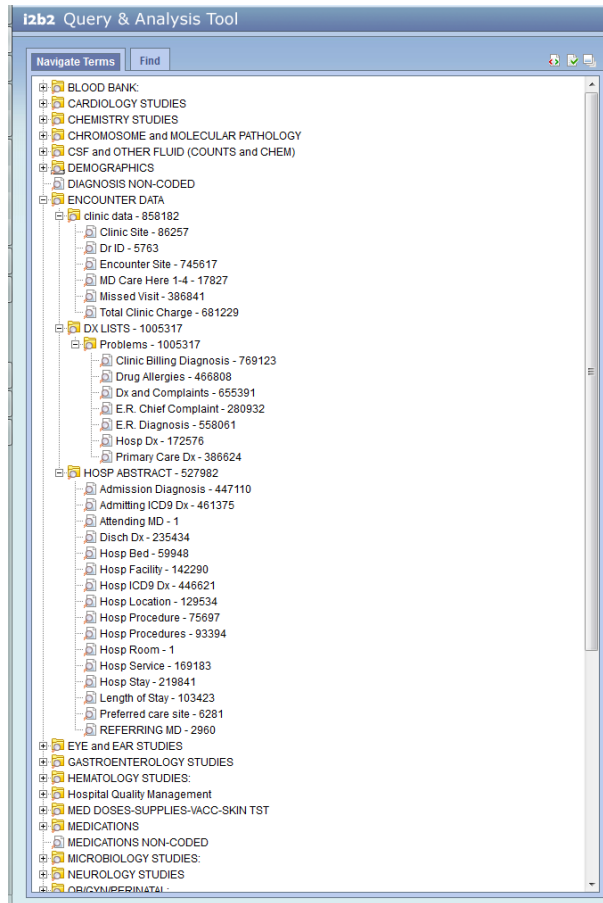 i2b2 Query & Analysis Tool
Navigate Terms Find
BLOOD BANK:
CARDIOLOGY STUDIES
CHEMISTRY STUDIES
CHROMOSOME and MOLECULAR PATHOLOGY
CSF and OTHER FLUID (COUNTS and CHEM)
DEMOGRAPHICS
DIAGNOSIS NON-CODED
ENCOUNTER DATA
clinic data - 858182
Clinic Site - 86257
Dr ID - 5763
Encounter Site - 745617
MD Care Here 1-4 - 17827
Missed Visit - 386841
Total Clinic Charge - 681229
DX LISTS - 1005317
Problems - 1005317
Clinic Billing Diagnosis - 769123
Drug Allergies - 466808
Dx and Complaints - 655391
E.R. Chief Complaint - 280932
E.R. Diagnosis - 558061
Hosp Dx - 172576
Primary Care Dx - 386624
HOSP ABSTRACT - 527982
Admission Diagnosis - 447110
Admitting ICD9 Dx - 461375
Attending MD - 1
Disch Dx - 235434
Hosp Bed - 59948
Hosp Facility - 142290
Hosp ICD9 Dx - 446621
Hosp Location - 129534
Hosp Procedure - 75697
Hosp Procedures - 93394
Hosp Room - 1
Hosp Service - 169183
Hosp Stay - 219841
Length of Stay - 103423
Preferred care site - 6281
REFERRING MD - 2960
EYE and EAR STUDIES
GASTROENTEROLOGY STUDIES
HEMATOLOGY STUDIES:
Hospital Quality Management
MED DOSES-SUPPLIES-VACC-SKIN TST
MEDICATIONS
MEDICATIONS NON-CODED
MICROBIOLOGY STUDIES:
NEUROLOGY STUDIES
OB/GYN/PERINATAL: